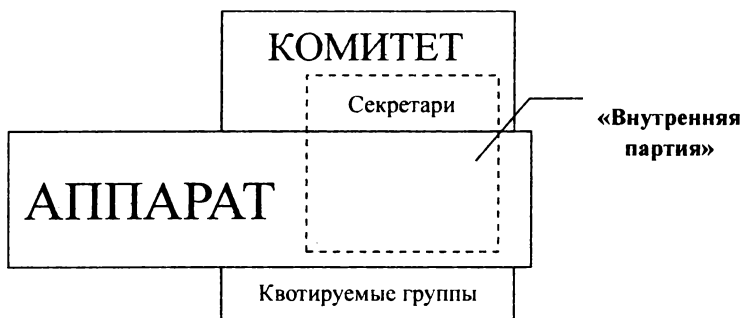 КОМИТЕТ
Секретари
«Внутренняя
партия»
АППАРАТ
Квотируемые группы